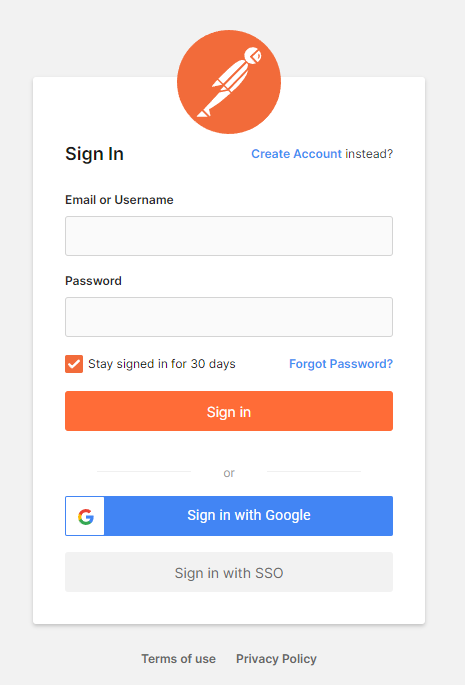 Sign In
Create Account instead?
Email or Username
Password
Stay signed in for 30 days
Forgot Password?
Sign in
or
Sign in with Google
Sign in with SSO
Terms of use
Privacy Policy